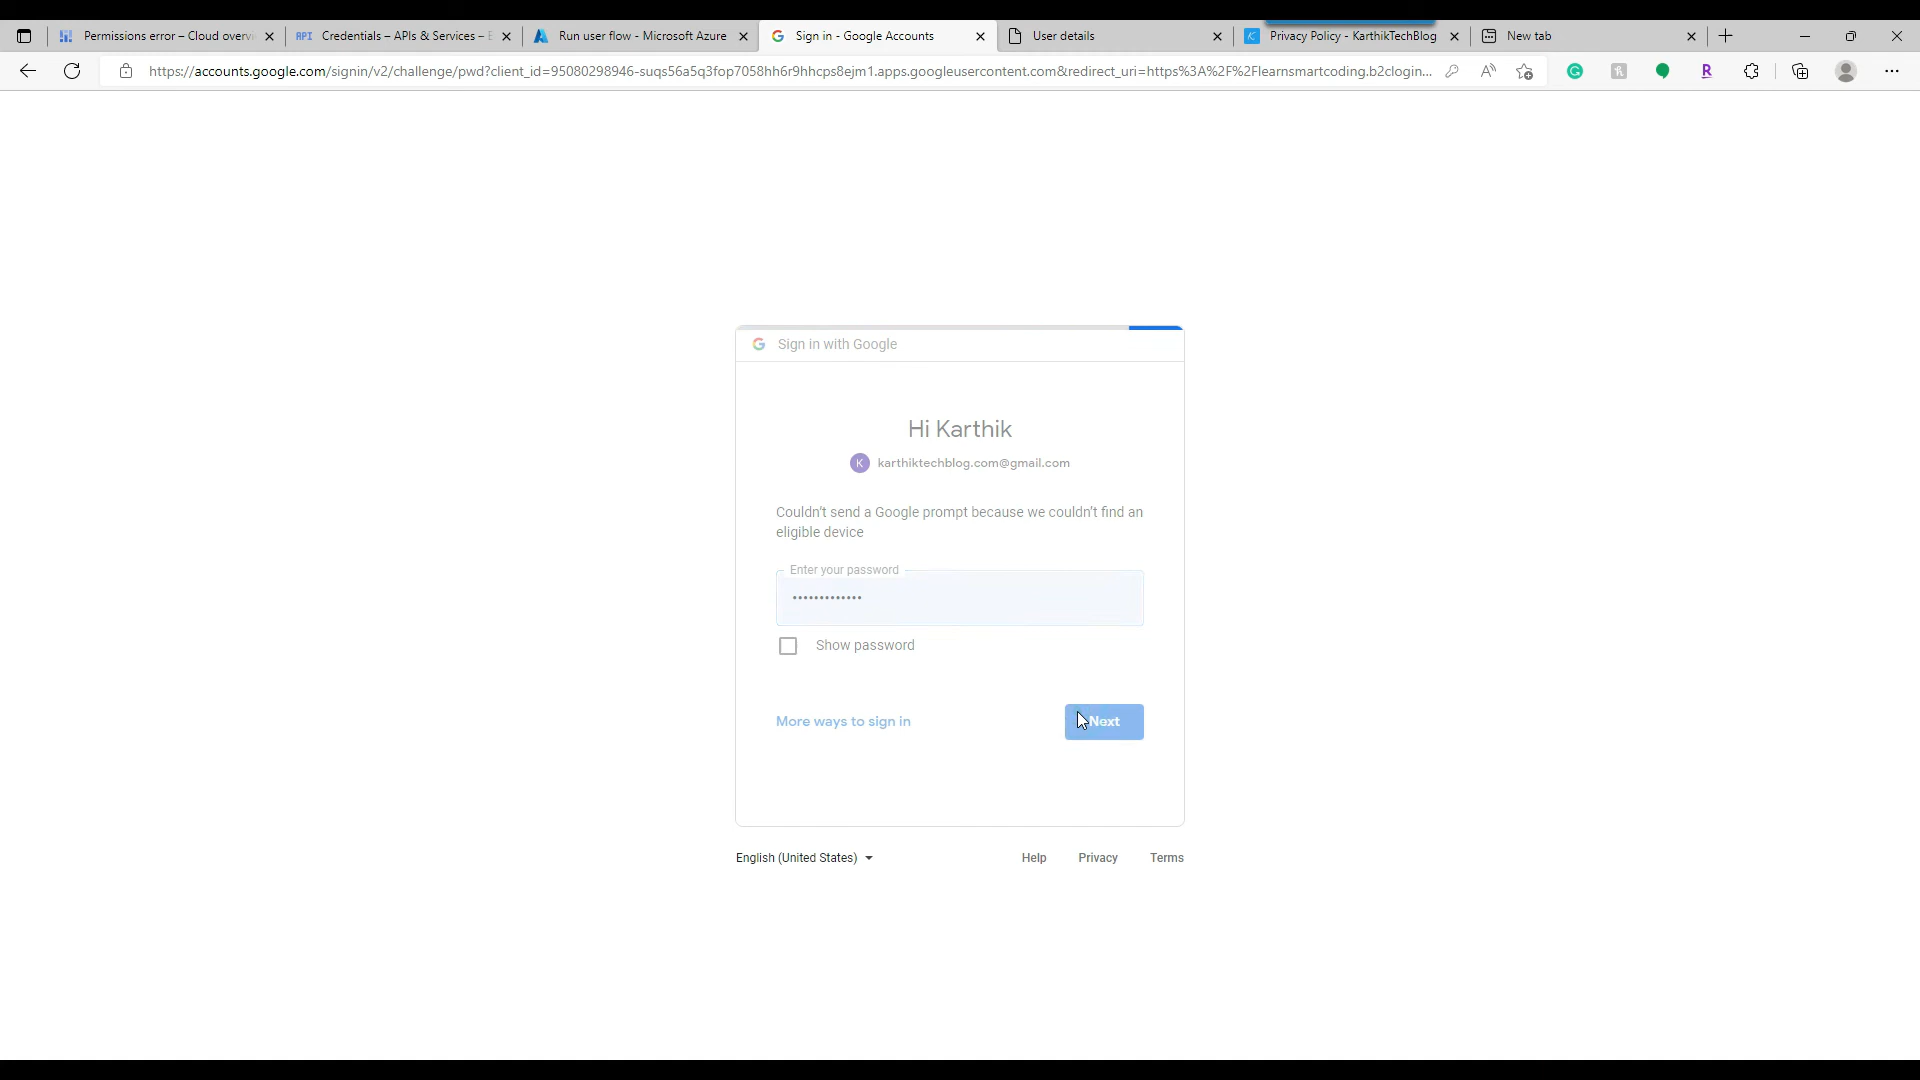 Permissions error – Cloud overv
API Credentials – APIs & Services – E
Run user flow - Microsoft Azure
Sign in - Google Accounts
User details
Privacy Policy - KarthikTechBlog
New tab
https://accounts.google.com/signin/v2/challenge/pwd?client_id=95080298946-suqs56a5q3fop7058hh6r9hhcps8ejm1.apps.googleusercontent.com&redirect_uri=https%3A%2F%2Flearnsmartcoding.b2clogin...
Sign in with Google
Hi Karthik
K karthiktechblog.com@gmail.com
Couldn't send a Google prompt because we couldn't find an
eligible device
Enter your password
•••••••••••••
Show password
More ways to sign in
Next
English (United States)
Help
Privacy
Terms